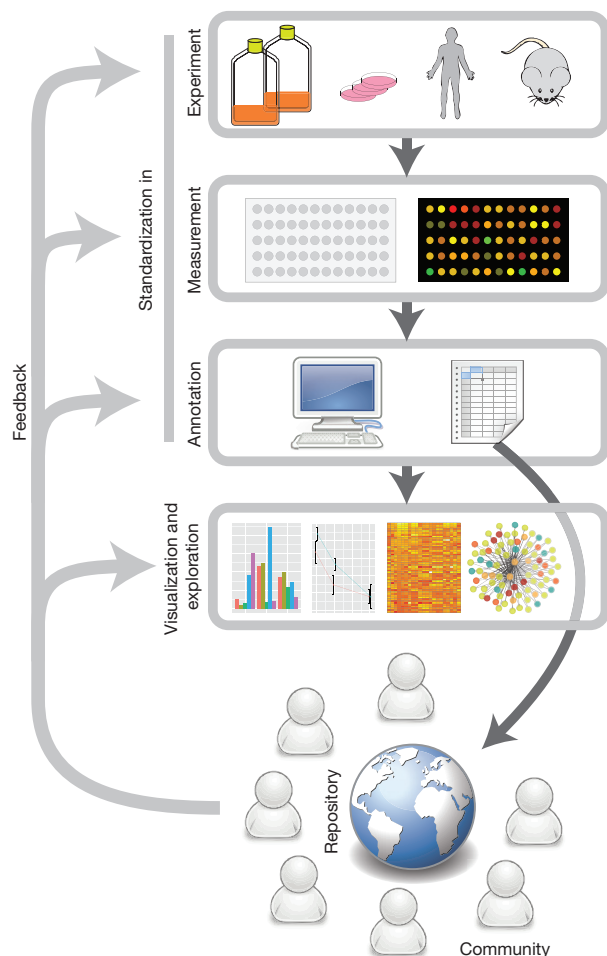 Feedback
Standardization in
Experiment
Measurement
Annotation
Visualization and
exploration
Repository
Community